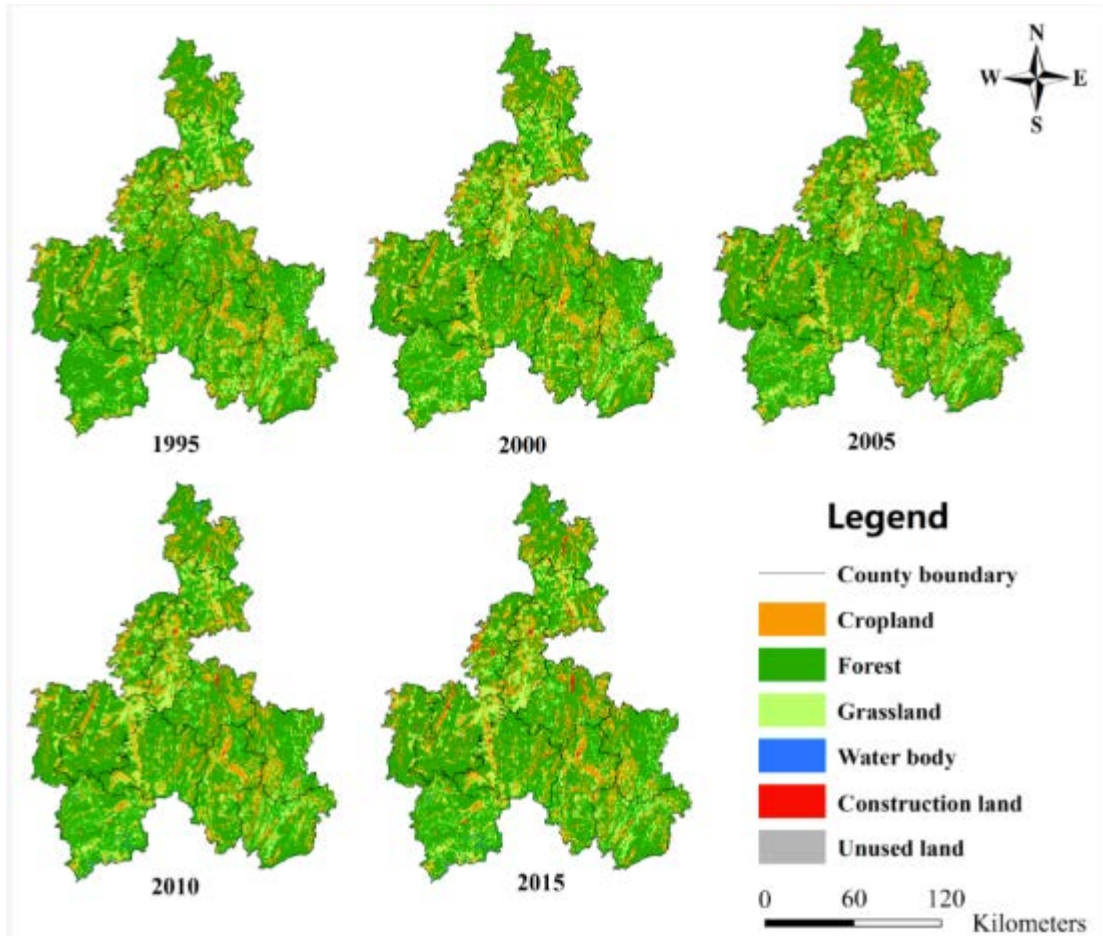 N
W E
S
1995
2000
2005
Legend
County boundary
Cropland
Forest
Grassland
Water body
Construction land
Unused land
2010
2015
0 60 120
Kilometers